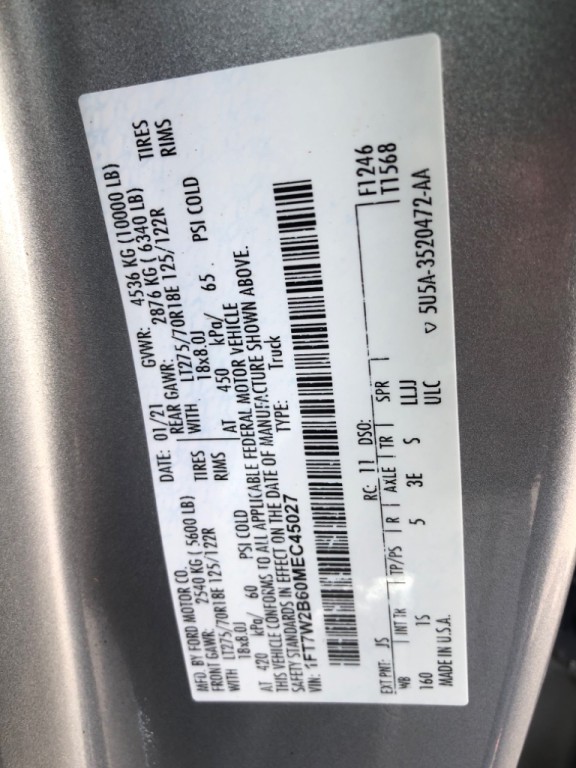 MFD. BY FORD MOTOR CO.
DATE: 01/21 GVWR: 4536 KG (10000 LB)
FRONT GAWR: 2540 KG ( 5600 LB) REAR GAWR: 2876 KG ( 6340 LB)
WITH LT275/70R18E 125/122R TIRES WITH LT275/70R18E 125/122R TIRES
18x8.0J RIMS 18x8.0J RIMS
AT 420 kPa/ 60 PSI COLD AT 450 kPa/ 65 PSI COLD
THIS VEHICLE CONFORMS TO ALL APPLICABLE FEDERAL MOTOR VEHICLE
SAFETY STANDARDS IN EFFECT ON THE DATE OF MANUFACTURE SHOWN ABOVE.
VIN: 1FT7W2B60MEC45027 TYPE: Truck
F1246
T1568
EXT PNT: JS RC: 11 DSO:
WB INT TR TP/PS R AXLE TR SPR
160 TS 5 3E S LLJJ
MADE IN U.S.A. ULC
▽ 5U5A-3520472-AA